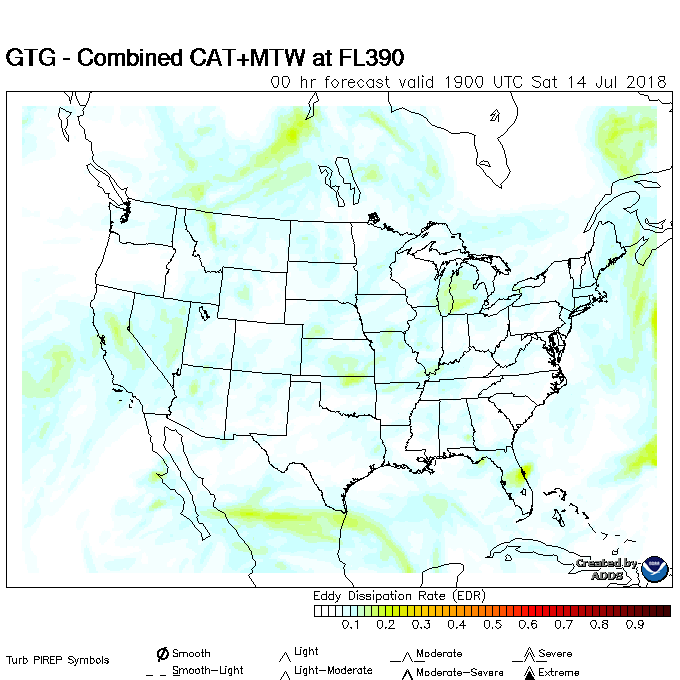 GTG - Combined CAT+MTW at FL390
00 hr forecast valid 1900 UTC Sat 14 Jul 2018
Created by
ADDS
Eddy Dissipation Rate (EDR)
0.1 0.2 0.3 0.4 0.5 0.6 0.7 0.8 0.9
Turb PIREP Symbols
Smooth Light Moderate Severe
Smooth-Light Light-Moderate Moderate-Severe Extreme